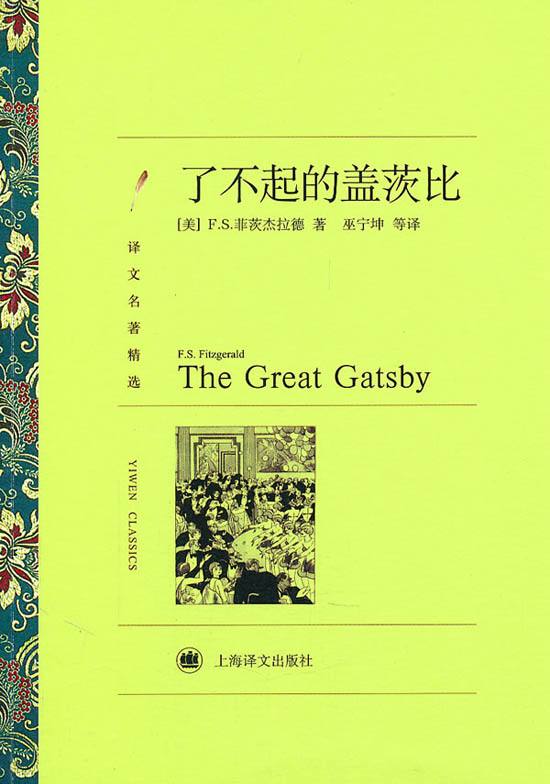 了不起的盖茨比
[美] F.S.菲茨杰拉德 著 巫宁坤 等译
译文名著精选
F.S. Fitzgerald
The Great Gatsby
YIWEN CLASSICS
上海译文出版社